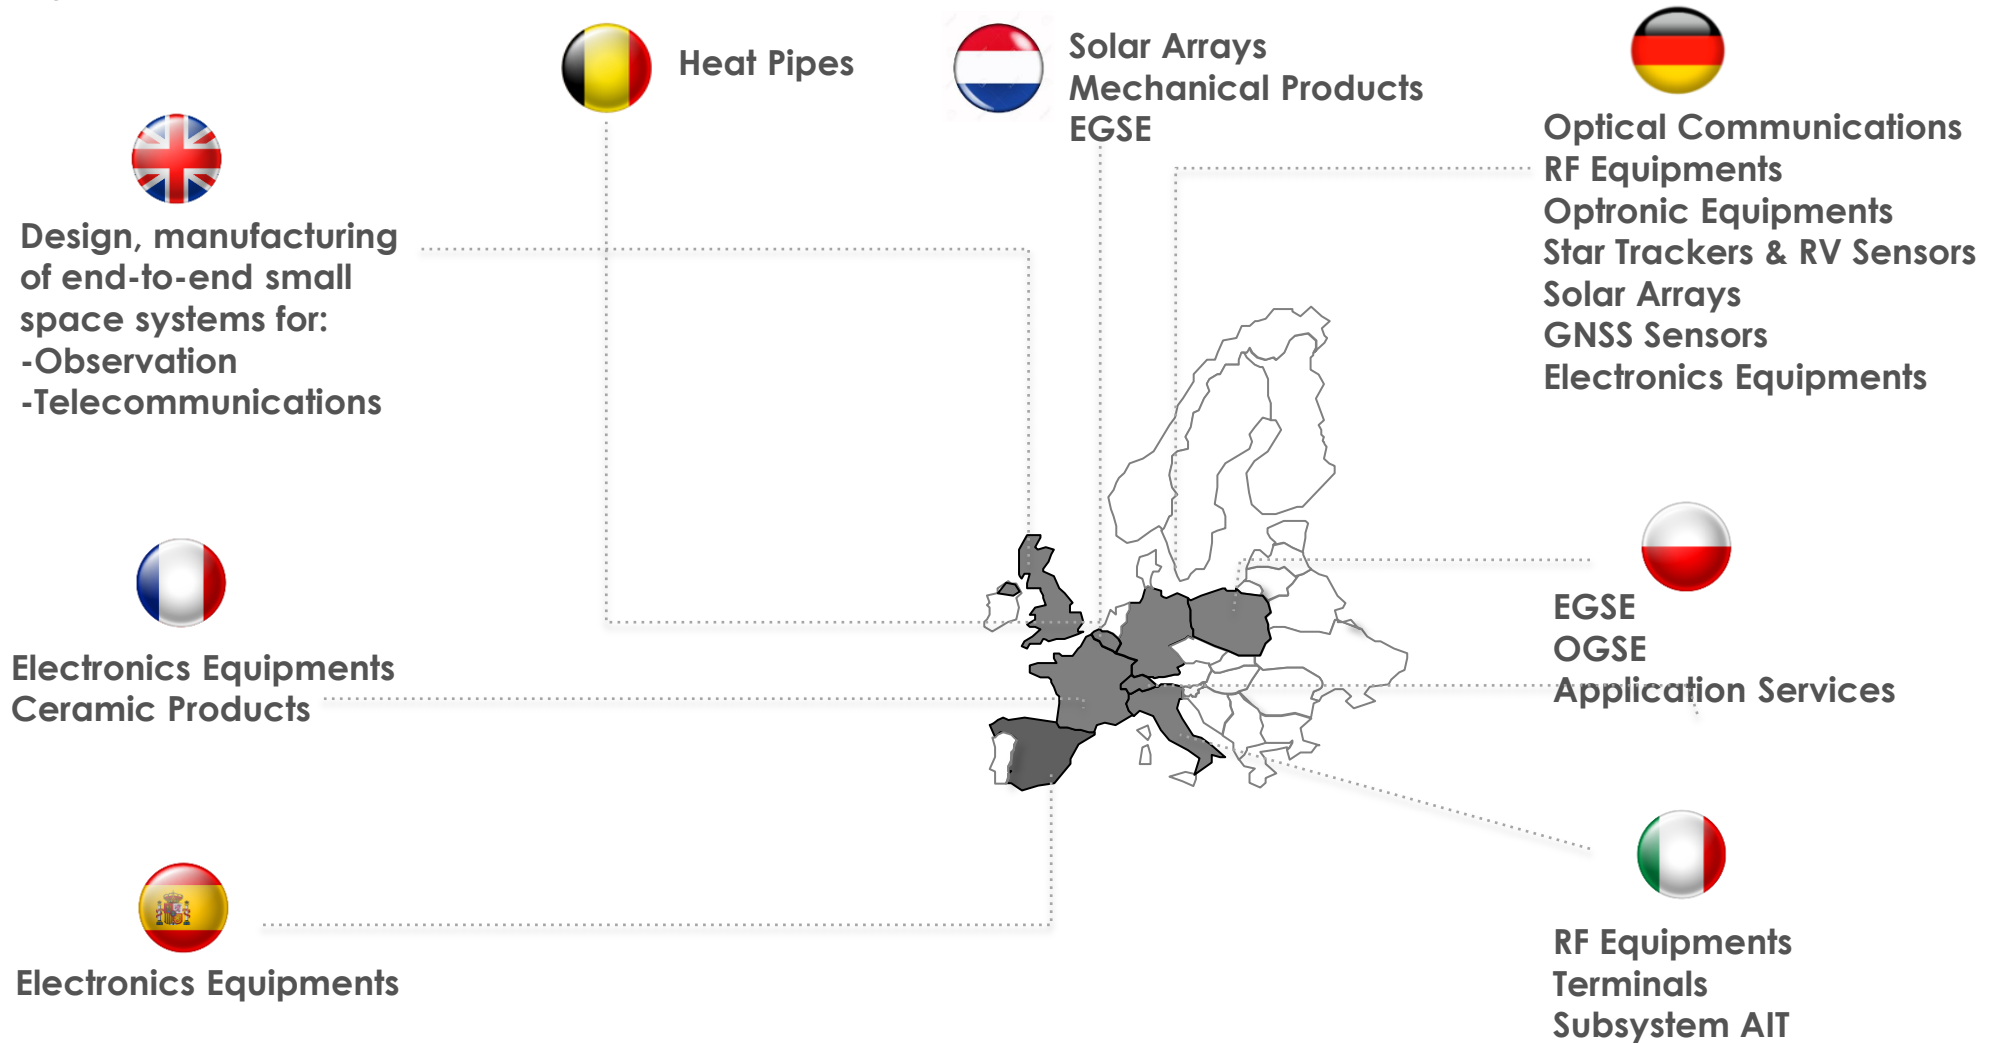 Heat Pipes
Solar Arrays
Mechanical Products
EGSE
Optical Communications
RF Equipments
Optronic Equipments
Star Trackers & RV Sensors
Solar Arrays
GNSS Sensors
Electronics Equipments
Design, manufacturing
of end-to-end small
space systems for:
-Observation
-Telecommunications
Electronics Equipments
Ceramic Products
EGSE
OGSE
Application Services
Electronics Equipments
RF Equipments
Terminals
Subsystem AIT